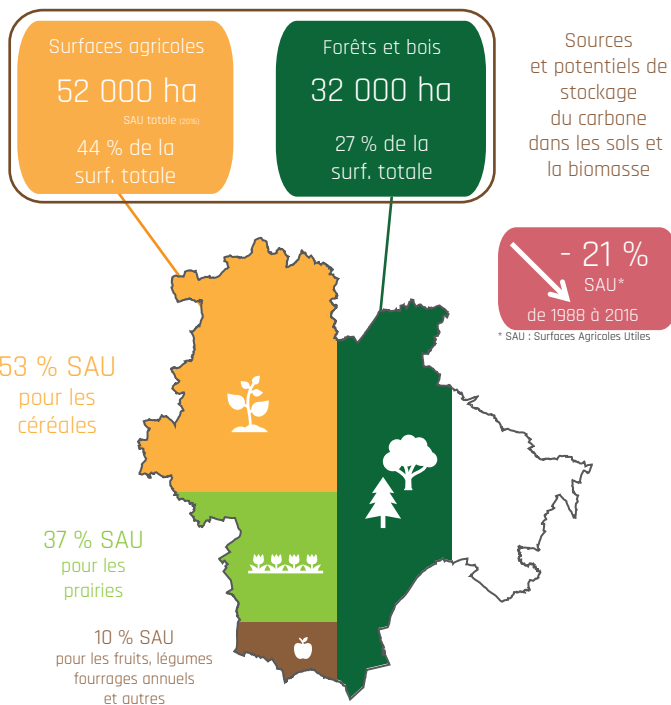 Surfaces agricoles
52 000 ha
SAU totale (2016)
44 % de la
surf. totale
Forêts et bois
32 000 ha
27 % de la
surf. totale
Sources
et potentiels de
stockage
du carbone
dans les sols et
la biomasse
- 21 %
SAU*
de 1988 à 2016
* SAU : Surfaces Agricoles Utiles
53 % SAU
pour les
céréales
37 % SAU
pour les
prairies
10 % SAU
pour les fruits, légumes
fourrages annuels
et autres